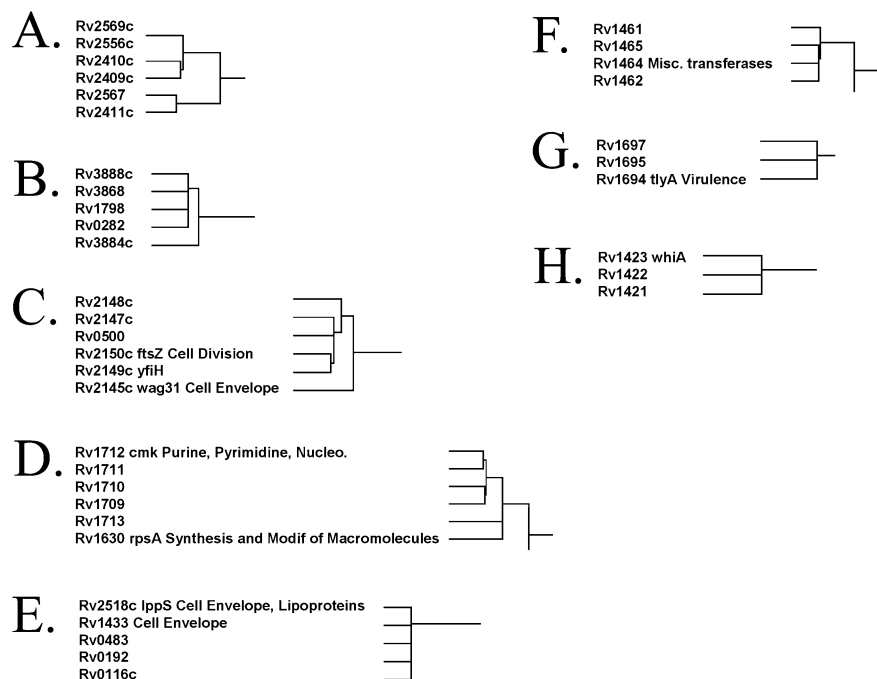 A.
Rv2569c
Rv2556c
Rv2410c
Rv2409c
Rv2567
Rv2411c
B.
Rv3888c
Rv3868
Rv1798
Rv0282
Rv3884c
C.
Rv2148c
Rv2147c
Rv0500
Rv2150c ftsZ Cell Division
Rv2149c yfiH
Rv2145c wag31 Cell Envelope
D.
Rv1712 cmk Purine, Pyrimidine, Nucleo.
Rv1711
Rv1710
Rv1709
Rv1713
Rv1630 rpsA Synthesis and Modif of Macromolecules
E.
Rv2518c lppS Cell Envelope, Lipoproteins
Rv1433 Cell Envelope
Rv0483
Rv0192
Rv0116c
F.
Rv1461
Rv1465
Rv1464 Misc. transferases
Rv1462
G.
Rv1697
Rv1695
Rv1694 tlyA Virulence
H.
Rv1423 whiA
Rv1422
Rv1421